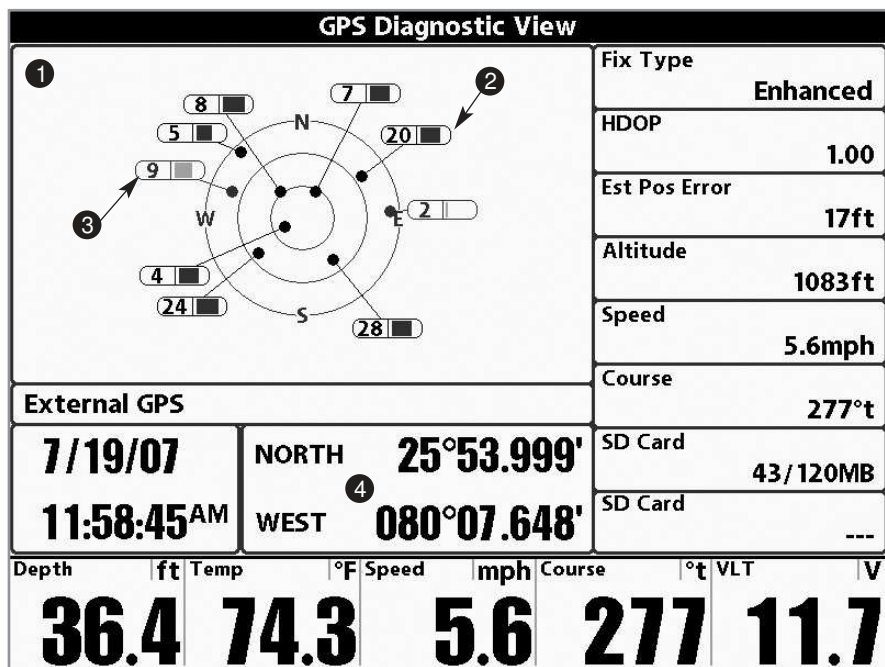 GPS Diagnostic View
1
8
7
2
5
N
20
9
3
W
E
2
4
24
S
28
External GPS
7/19/07
11:58:45AM
NORTH 25°53.999'
4
WEST 080°07.648'
Fix Type
Enhanced
HDOP
1.00
Est Pos Error
17ft
Altitude
1083ft
Speed
5.6mph
Course
277°t
SD Card
43/120MB
SD Card
---
Depth ft Temp °F Speed mph Course °t VLT V
36.4 74.3 5.6 277 11.7